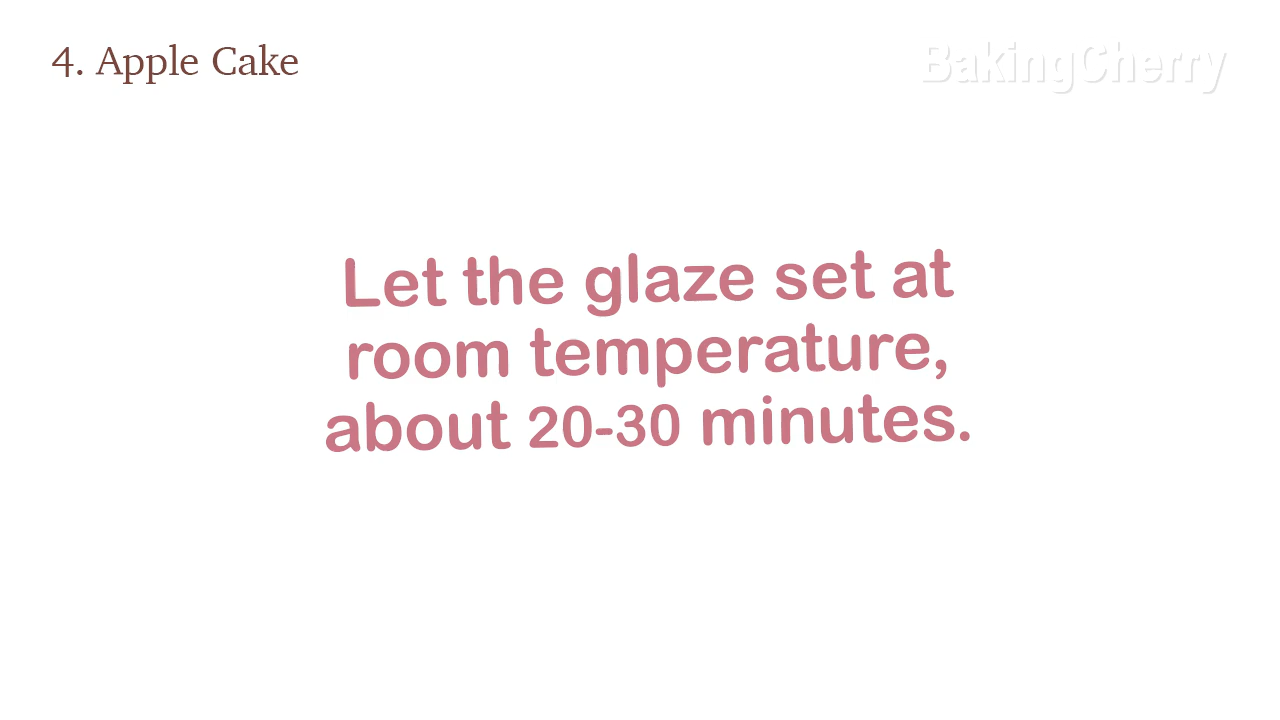 4. Apple Cake
BakingCherry
Let the glaze set at
room temperature,
about 20-30 minutes.